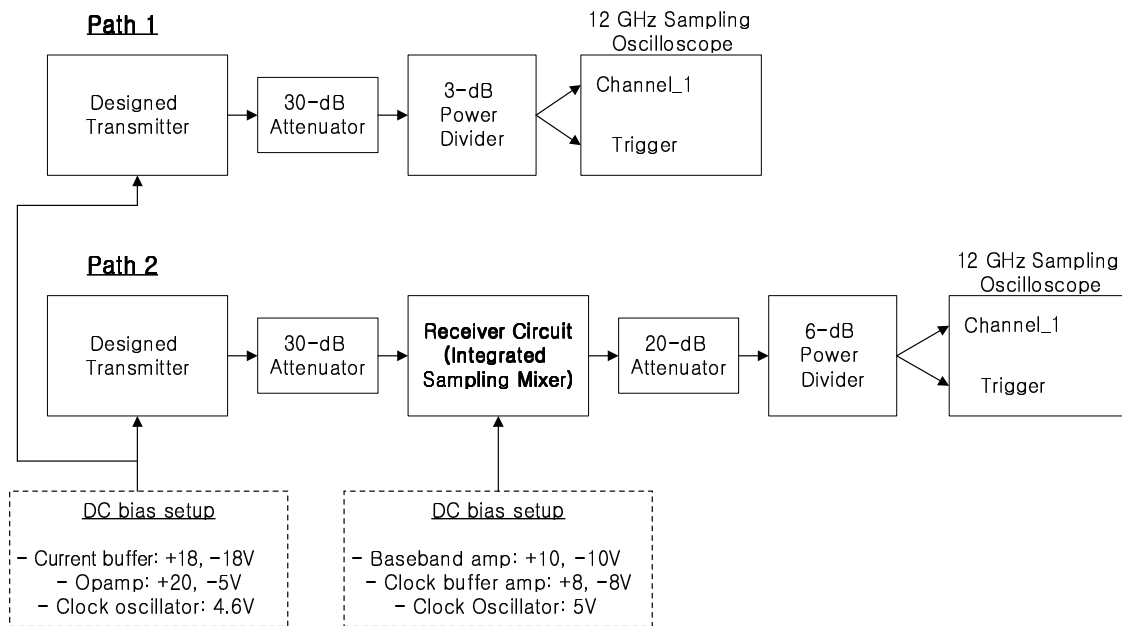 Path 1
12 GHz Sampling
Oscilloscope
Designed
Transmitter
30-dB
Attenuator
3-dB
Power
Divider
Channel_1
Trigger
Path 2
12 GHz Sampling
Oscilloscope
Designed
Transmitter
30-dB
Attenuator
Receiver Circuit
(Integrated
Sampling Mixer)
20-dB
Attenuator
6-dB
Power
Divider
Channel_1
Trigger
DC bias setup
- Current buffer: +18, -18V
- Opamp: +20, -5V
- Clock oscillator: 4.6V
DC bias setup
- Baseband amp: +10, -10V
- Clock buffer amp: +8, -8V
- Clock Oscillator: 5V